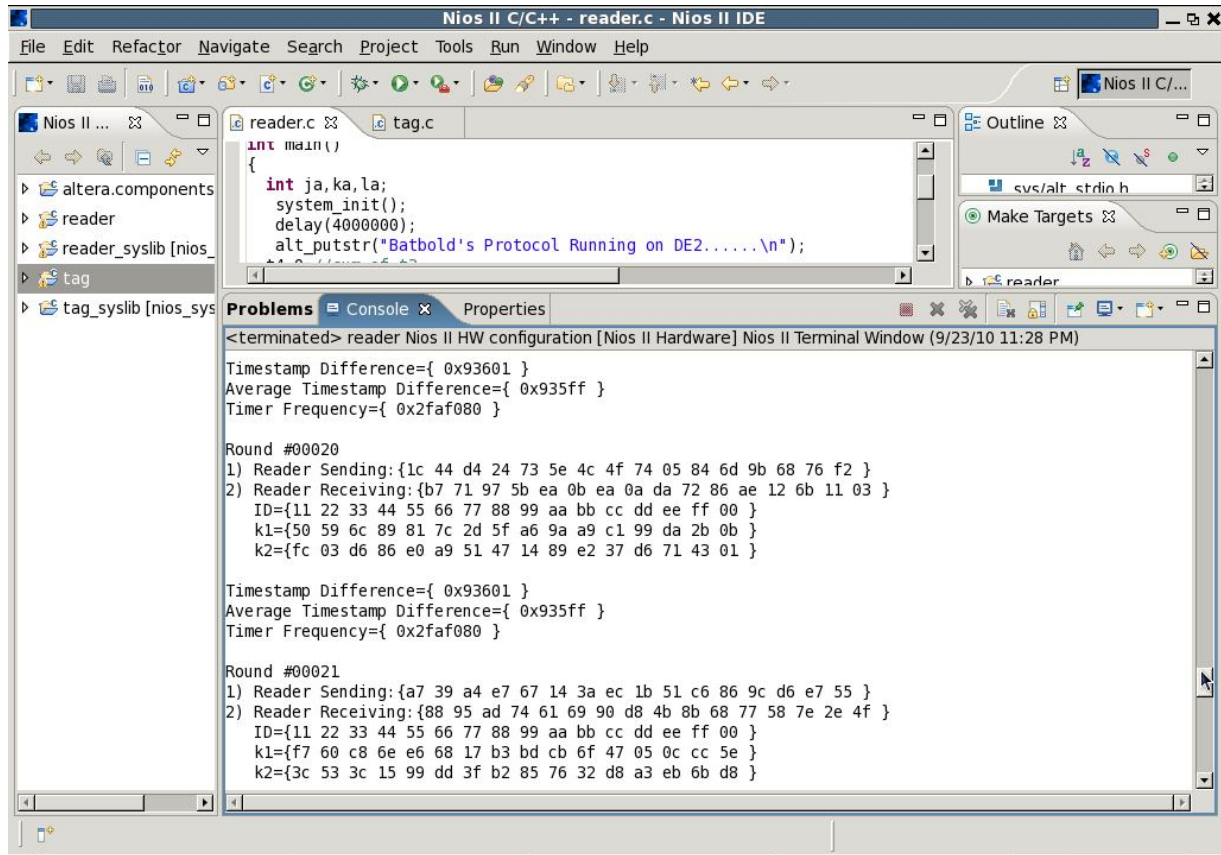 Nios II C/C++ - reader.c - Nios II IDE
File Edit Refactor Navigate Search Project Tools Run Window Help
Nios II C/...
Nios II ...
altera.components
reader
reader_syslib [nios_
tag
tag_syslib [nios_sys
reader.c tag.c
int main()
{
int ja,ka,la;
system_init();
delay(4000000);
alt_putstr("Batbold's Protocol Running on DE2......\n");
Outline
sys/alt_stdio.h
Make Targets
reader
Problems Console Properties
<terminated> reader Nios II HW configuration [Nios II Hardware] Nios II Terminal Window (9/23/10 11:28 PM)
Timestamp Difference={ 0x93601 }
Average Timestamp Difference={ 0x935ff }
Timer Frequency={ 0x2faf080 }
Round #00020
1) Reader Sending:{1c 44 d4 24 73 5e 4c 4f 74 05 84 6d 9b 68 76 f2 }
2) Reader Receiving:{b7 71 97 5b ea 0b ea 0a da 72 86 ae 12 6b 11 03 }
ID={11 22 33 44 55 66 77 88 99 aa bb cc dd ee ff 00 }
k1={50 59 6c 89 81 7c 2d 5f a6 9a a9 c1 99 da 2b 0b }
k2={fc 03 d6 86 e0 a9 51 47 14 89 e2 37 d6 71 43 01 }
Timestamp Difference={ 0x93601 }
Average Timestamp Difference={ 0x935ff }
Timer Frequency={ 0x2faf080 }
Round #00021
1) Reader Sending:{a7 39 a4 e7 67 14 3a ec 1b 51 c6 86 9c d6 e7 55 }
2) Reader Receiving:{88 95 ad 74 61 69 90 d8 4b 8b 68 77 58 7e 2e 4f }
ID={11 22 33 44 55 66 77 88 99 aa bb cc dd ee ff 00 }
k1={f7 60 c8 6e e6 68 17 b3 bd cb 6f 47 05 0c cc 5e }
k2={3c 53 3c 15 99 dd 3f b2 85 76 32 d8 a3 eb 6b d8 }